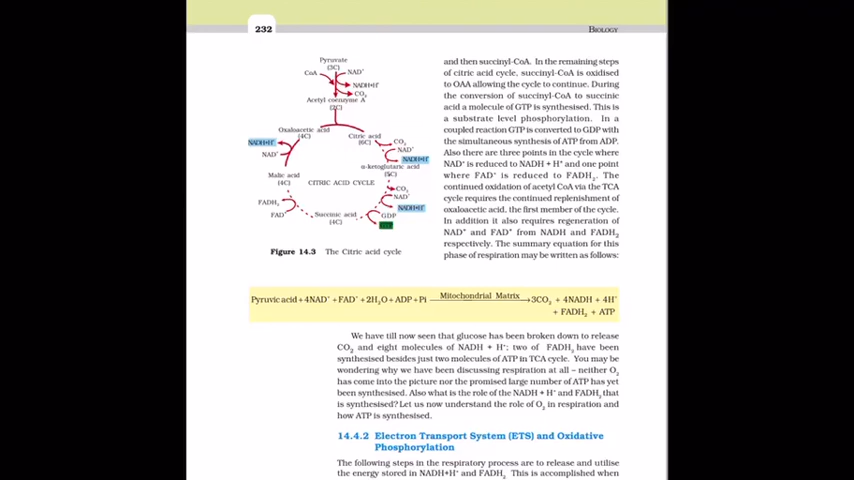 232
BIOLOGY
Pyruvate
(3C)
CoA
NAD⁺
NADH+H⁺
CO₂
Acetyl coenzyme A
(2C)
Oxaloacetic acid
(4C)
Citric acid
(6C)
CO₂
NAD⁺
NADH+H⁺
NADH+H⁺
NAD⁺
α-ketoglutaric acid
(5C)
Malic acid
(4C)
CITRIC ACID CYCLE
CO₂
NAD⁺
NADH+H⁺
FADH₂
FAD⁺
Succinic acid
(4C)
GDP
Figure 14.3 The Citric acid cycle
and then succinyl-CoA. In the remaining steps
of citric acid cycle, succinyl-CoA is oxidised
to OAA allowing the cycle to continue. During
the conversion of succinyl-CoA to succinic
acid a molecule of GTP is synthesised. This is
a substrate level phosphorylation. In a
coupled reaction GTP is converted to GDP with
the simultaneous synthesis of ATP from ADP.
Also there are three points in the cycle where
NAD⁺ is reduced to NADH + H⁺ and one point
where FAD⁺ is reduced to FADH₂. The
continued oxidation of acetyl CoA via the TCA
cycle requires the continued replenishment of
oxaloacetic acid, the first member of the cycle.
In addition it also requires regeneration of
NAD⁺ and FAD⁺ from NADH and FADH₂
respectively. The summary equation for this
phase of respiration may be written as follows:
Pyruvic acid + 4NAD⁺ + FAD⁺ + 2H₂O + ADP + Pi Mitochondrial Matrix → 3CO₂ + 4NADH + 4H⁺
+ FADH₂ + ATP
We have till now seen that glucose has been broken down to release
CO₂ and eight molecules of NADH + H⁺; two of FADH₂ have been
synthesised besides just two molecules of ATP in TCA cycle. You may be
wondering why we have been discussing respiration at all – neither O₂
has come into the picture nor the promised large number of ATP has yet
been synthesised. Also what is the role of the NADH + H⁺ and FADH₂ that
is synthesised? Let us now understand the role of O₂ in respiration and
how ATP is synthesised.
14.4.2 Electron Transport System (ETS) and Oxidative
Phosphorylation
The following steps in the respiratory process are to release and utilise
the energy stored in NADH+H⁺ and FADH₂. This is accomplished when